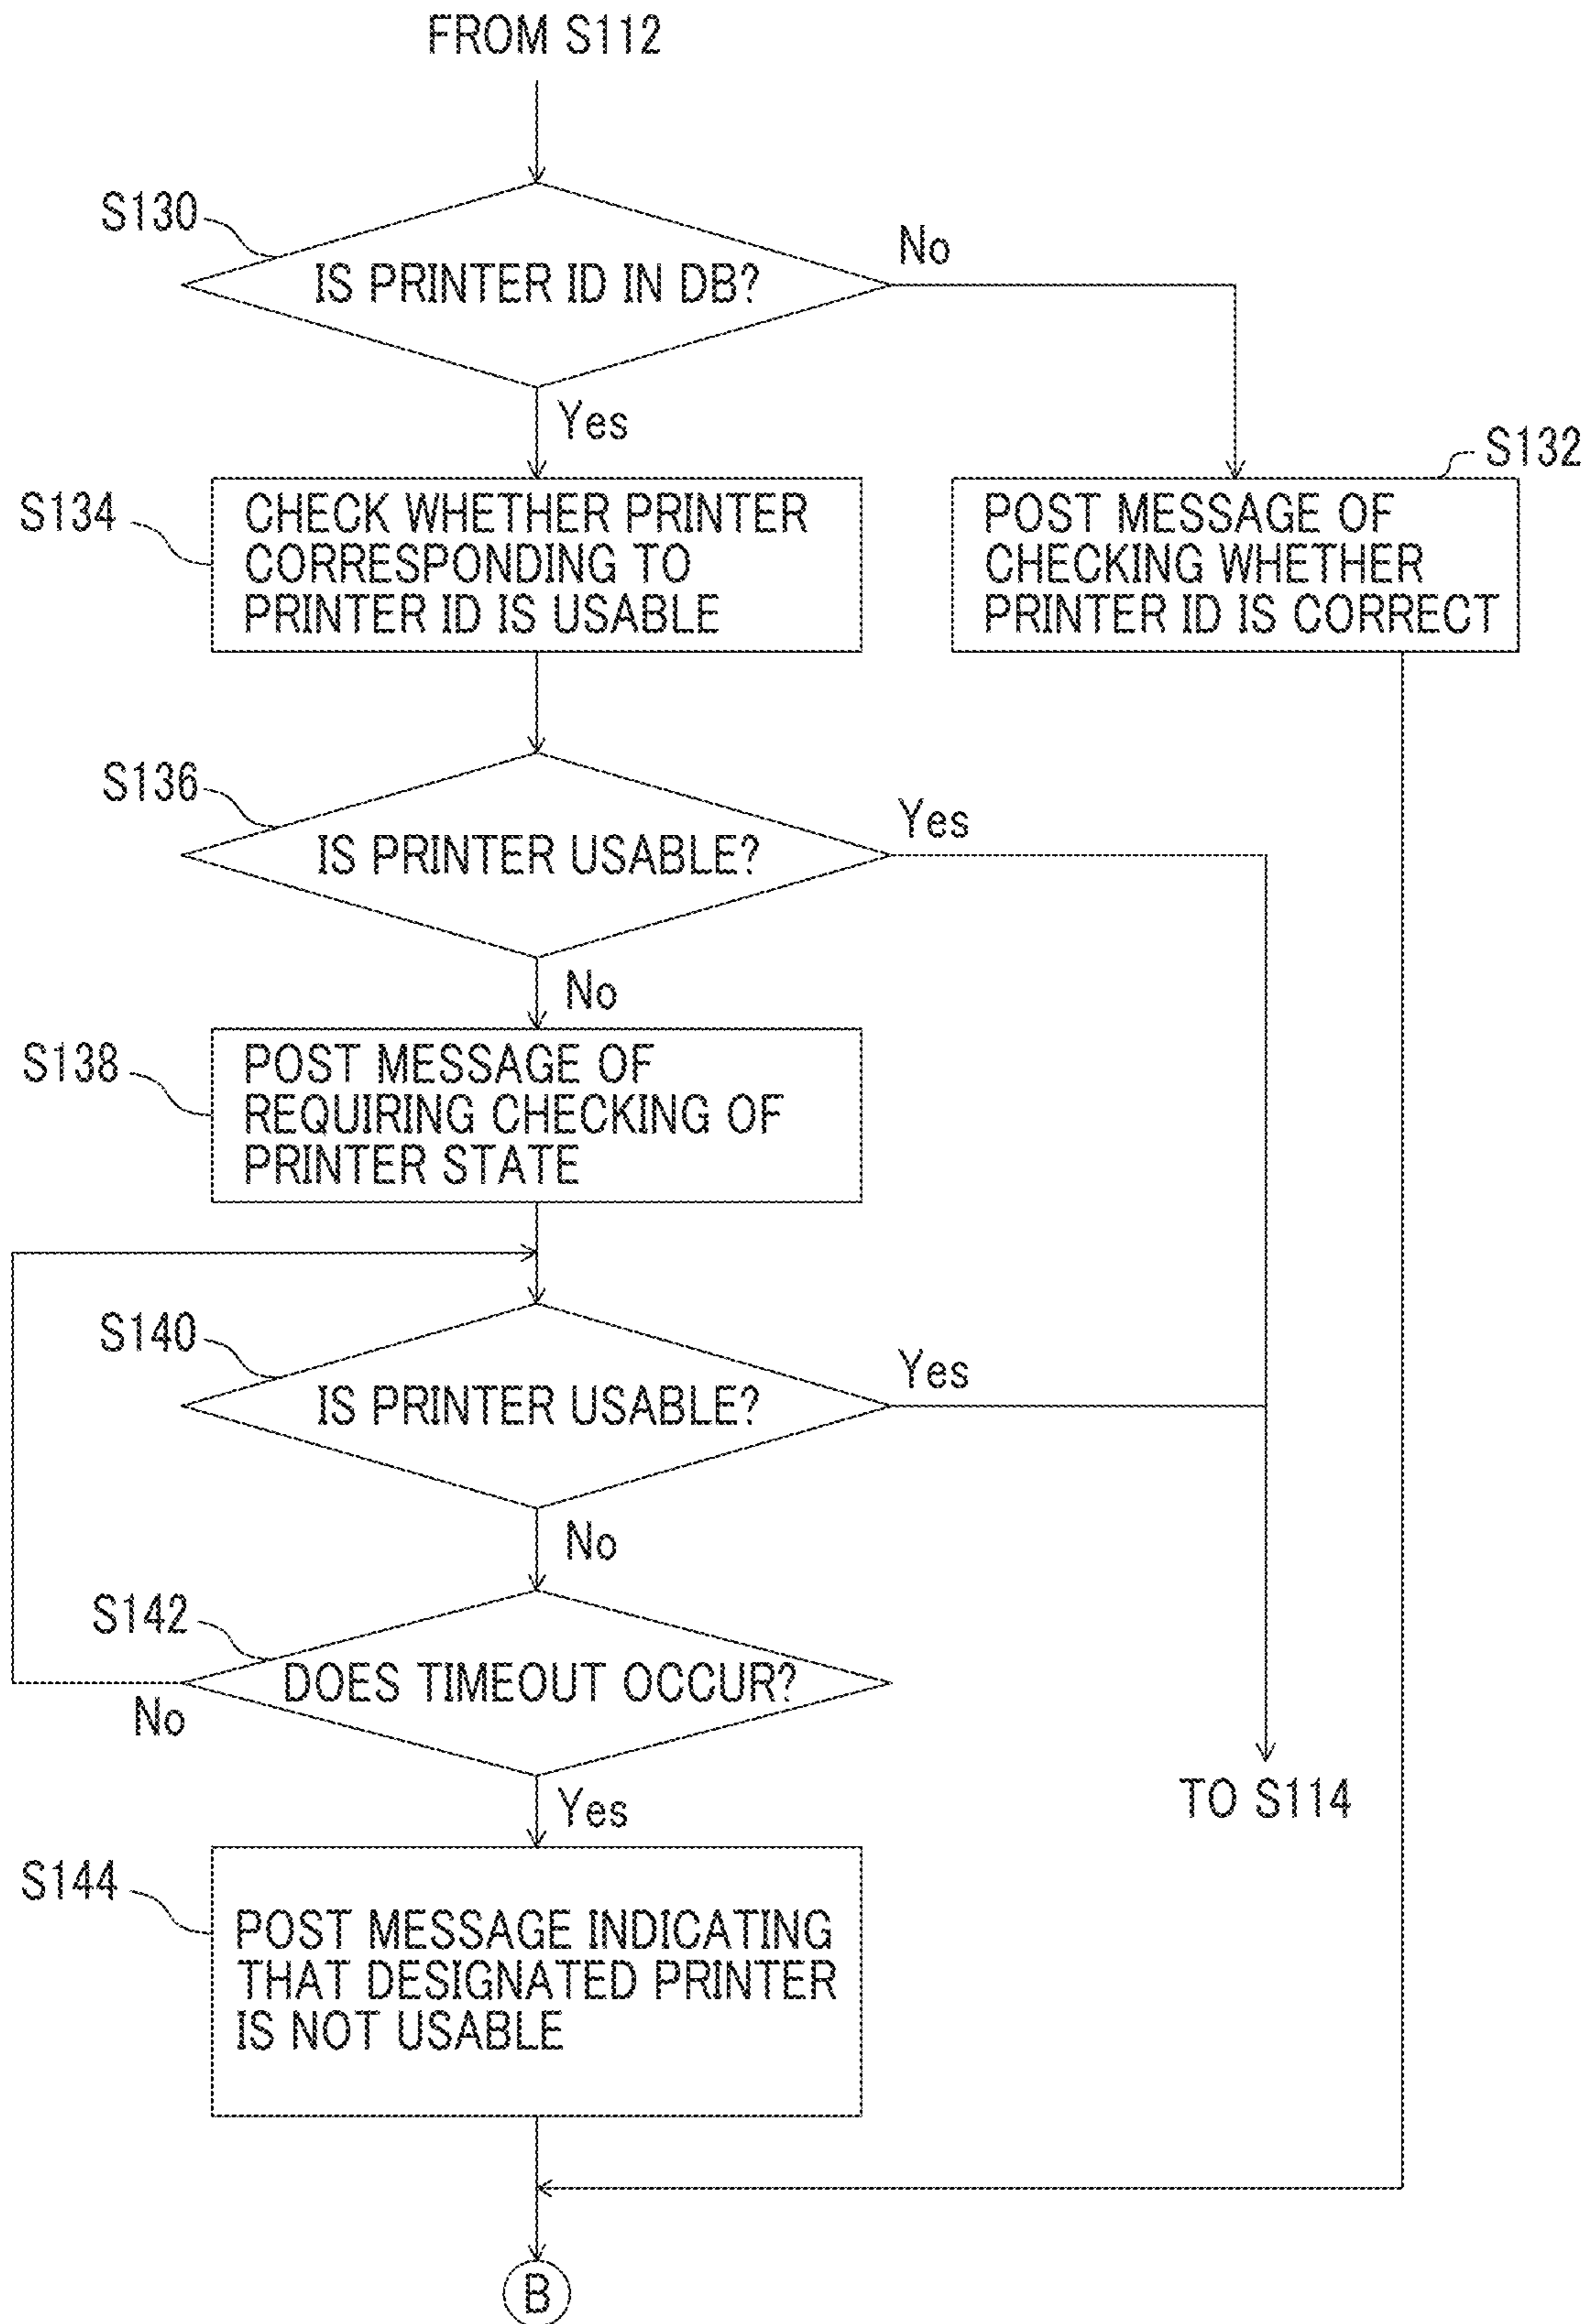 FROM S112
S130
IS PRINTER ID IN DB?
No
Yes
S132
S134
CHECK WHETHER PRINTER
CORRESPONDING TO
PRINTER ID IS USABLE
POST MESSAGE OF
CHECKING WHETHER
PRINTER ID IS CORRECT
S136
IS PRINTER USABLE?
Yes
No
S138
POST MESSAGE OF
REQUIRING CHECKING OF
PRINTER STATE
S140
IS PRINTER USABLE?
Yes
No
S142
DOES TIMEOUT OCCUR?
No
Yes
TO S114
S144
POST MESSAGE INDICATING
THAT DESIGNATED PRINTER
IS NOT USABLE
B